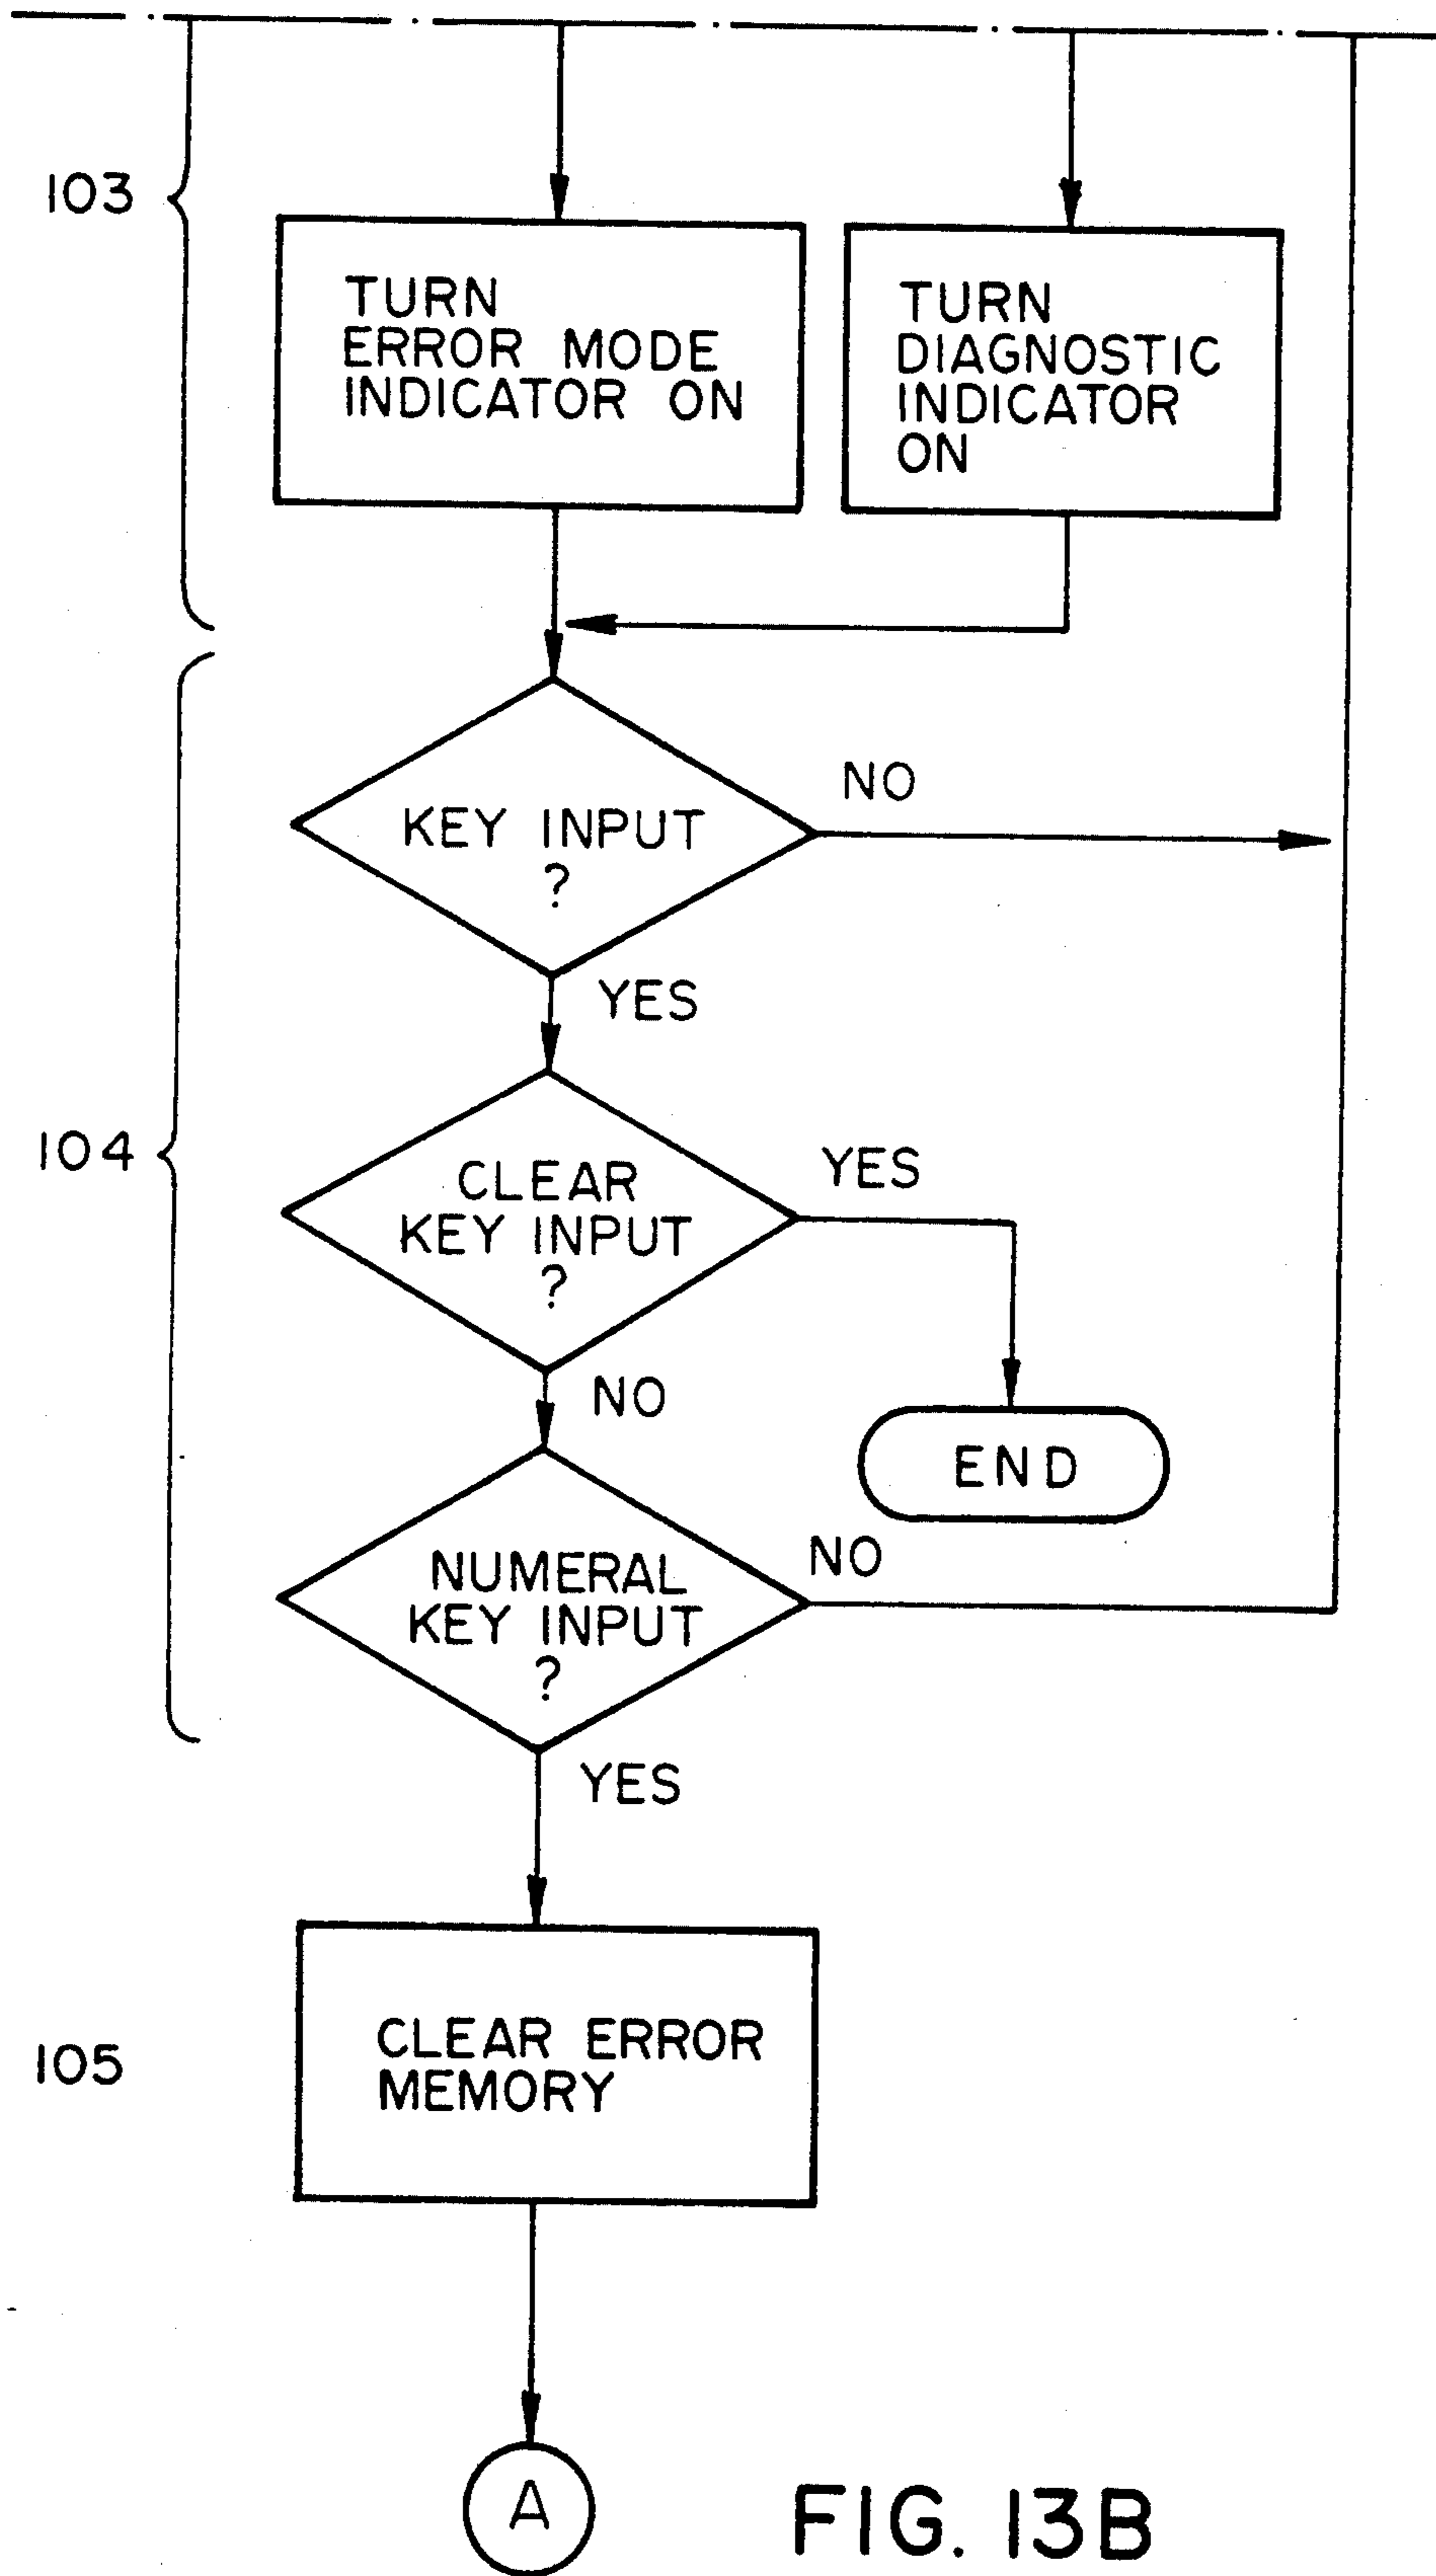 103
TURN
ERROR MODE
INDICATOR ON
TURN
DIAGNOSTIC
INDICATOR
ON
KEY INPUT
?
NO
YES
104
CLEAR
KEY INPUT
?
YES
NO
END
NUMERAL
KEY INPUT
?
NO
YES
105
CLEAR ERROR
MEMORY
A
FIG. 13B